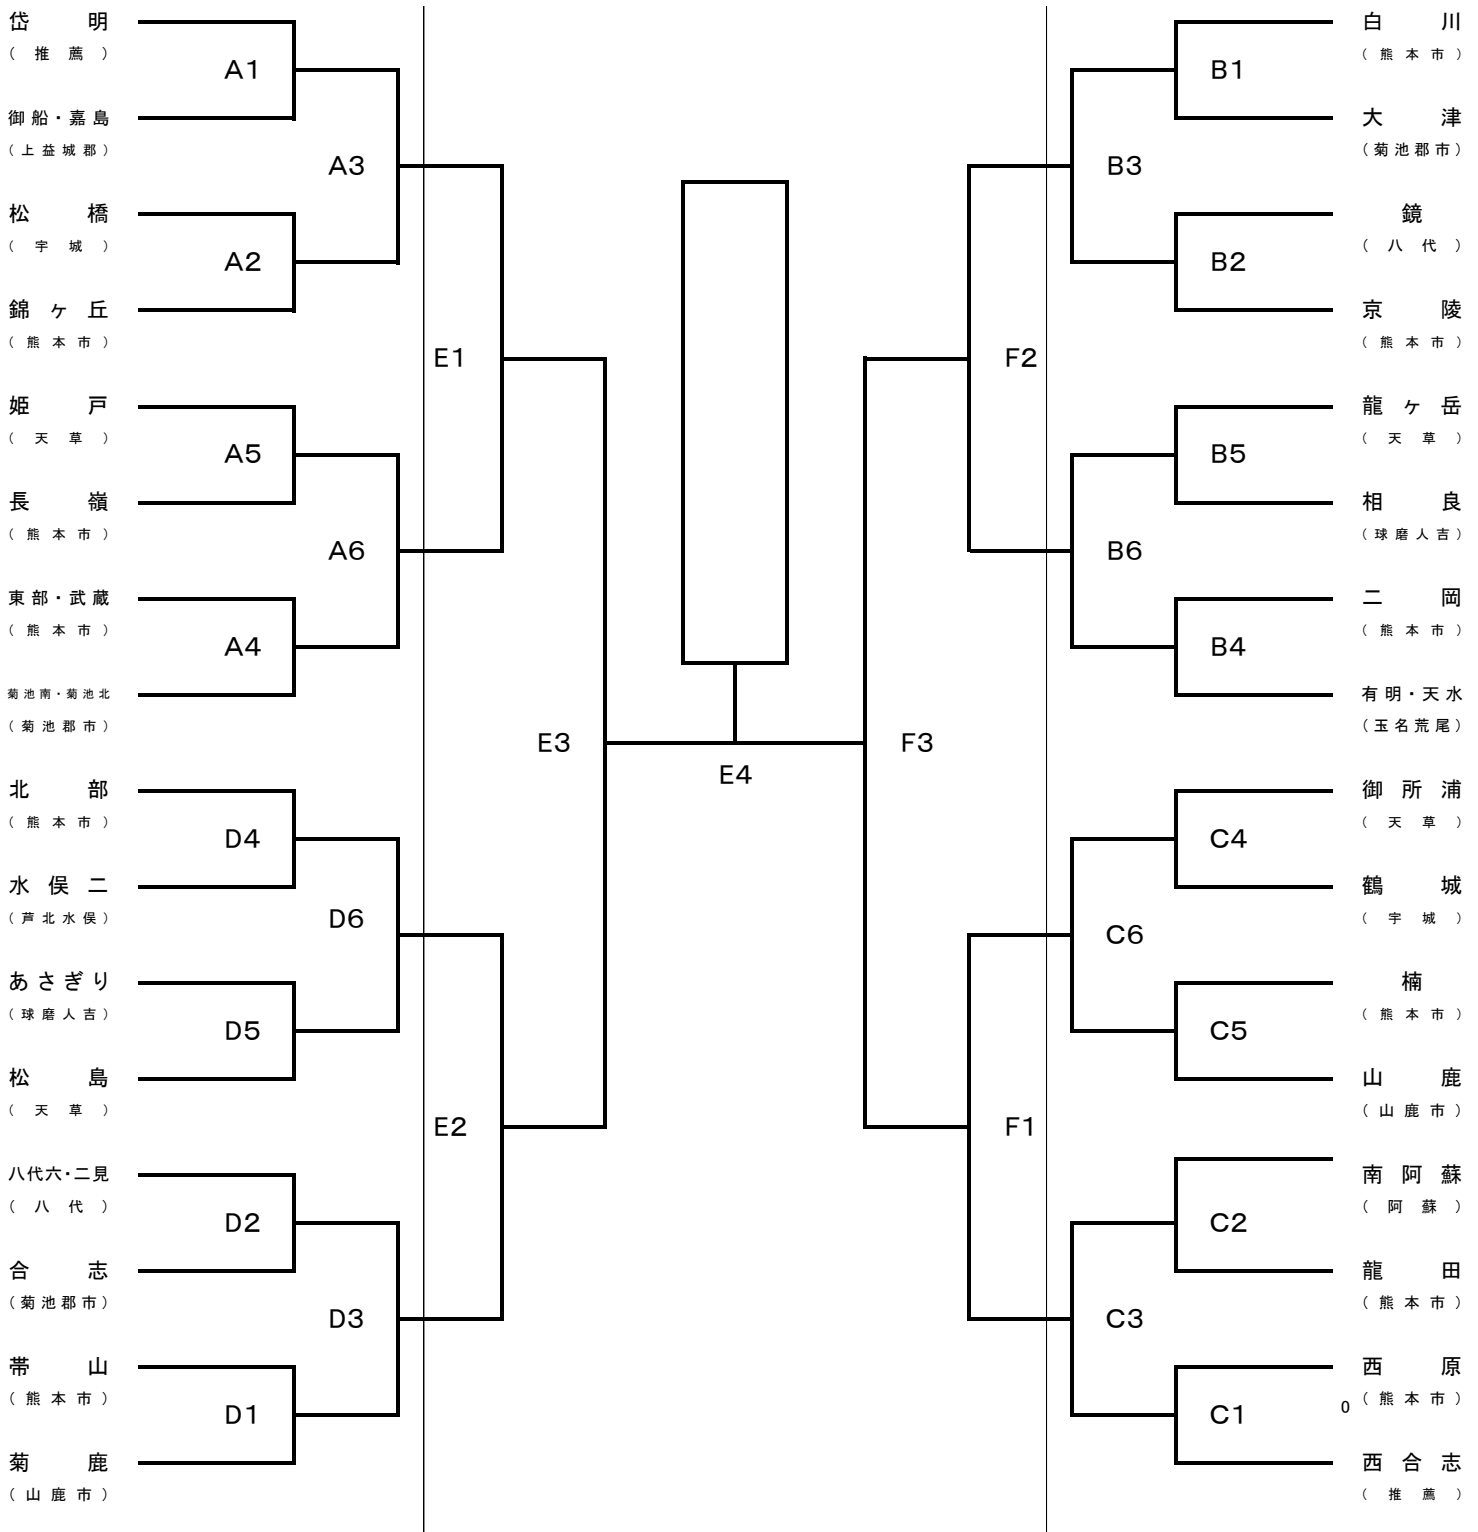 岱明
（推薦）
A1
御船・嘉島
（上益城郡）
A3
松橋
（宇城）
A2
錦ヶ丘
（熊本市）
E1
姫戸
（天草）
A5
長嶺
（熊本市）
A6
東部・武蔵
（熊本市）
A4
菊池南・菊池北
（菊池郡市）
E3
北部
（熊本市）
D4
水俣二
（芦北水俣）
D6
あさぎり
（球磨人吉）
D5
松島
（天草）
E2
八代六・二見
（八代）
D2
合志
（菊池郡市）
D3
帯山
（熊本市）
D1
菊鹿
（山鹿市）
E4
白川
（熊本市）
B1
大津
（菊池郡市）
B3
鏡
（八代）
B2
京陵
（熊本市）
F2
龍ヶ岳
（天草）
B5
相良
（球磨人吉）
B6
二岡
（熊本市）
B4
有明・天水
（玉名荒尾）
F3
御所浦
（天草）
C4
鶴城
（宇城）
C6
楠
（熊本市）
C5
山鹿
（山鹿市）
F1
南阿蘇
（阿蘇）
C2
龍田
（熊本市）
C3
西原
0（熊本市）
C1
西合志
（推薦）